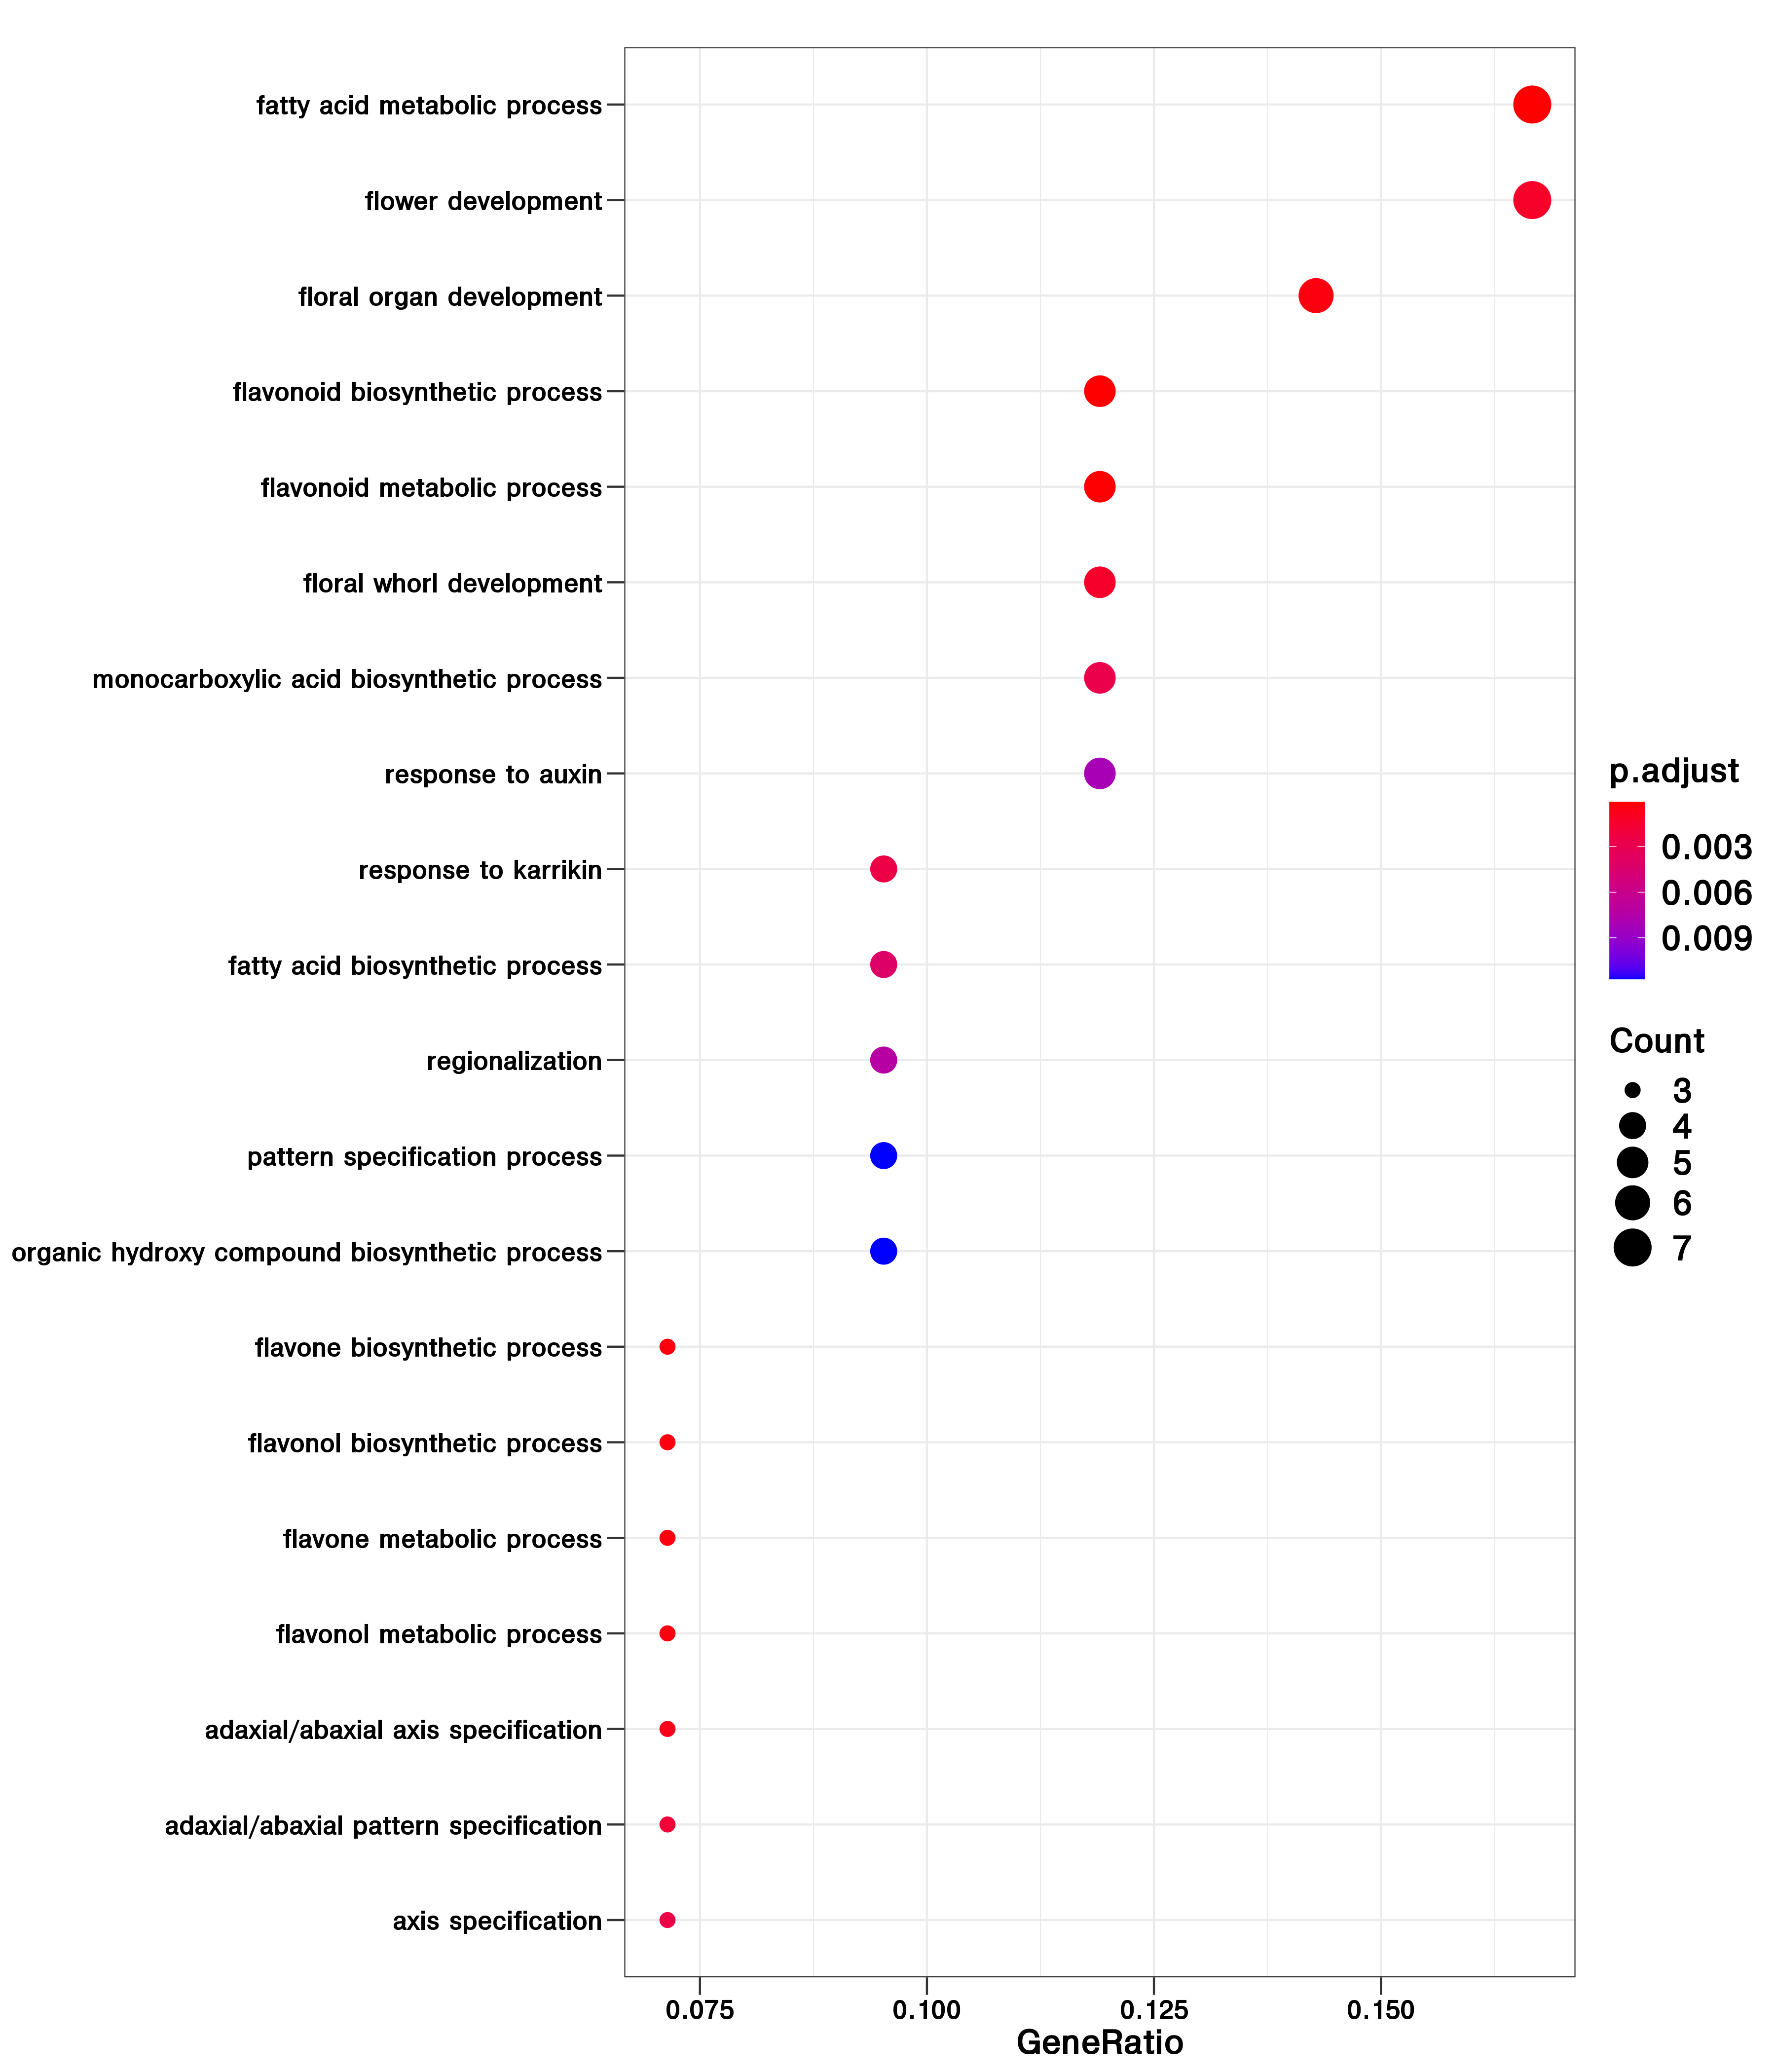 fatty acid metabolic process
flower development
floral organ development
flavonoid biosynthetic process
flavonoid metabolic process
floral whorl development
monocarboxylic acid biosynthetic process
response to auxin
response to karrikin
fatty acid biosynthetic process
regionalization
pattern specification process
organic hydroxy compound biosynthetic process
flavone biosynthetic process
flavonol biosynthetic process
flavone metabolic process
flavonol metabolic process
adaxial/abaxial axis specification
adaxial/abaxial pattern specification
axis specification
0.075 0.100 0.125 0.150
GeneRatio
p.adjust
0.003
0.006
0.009
Count
3
4
5
6
7